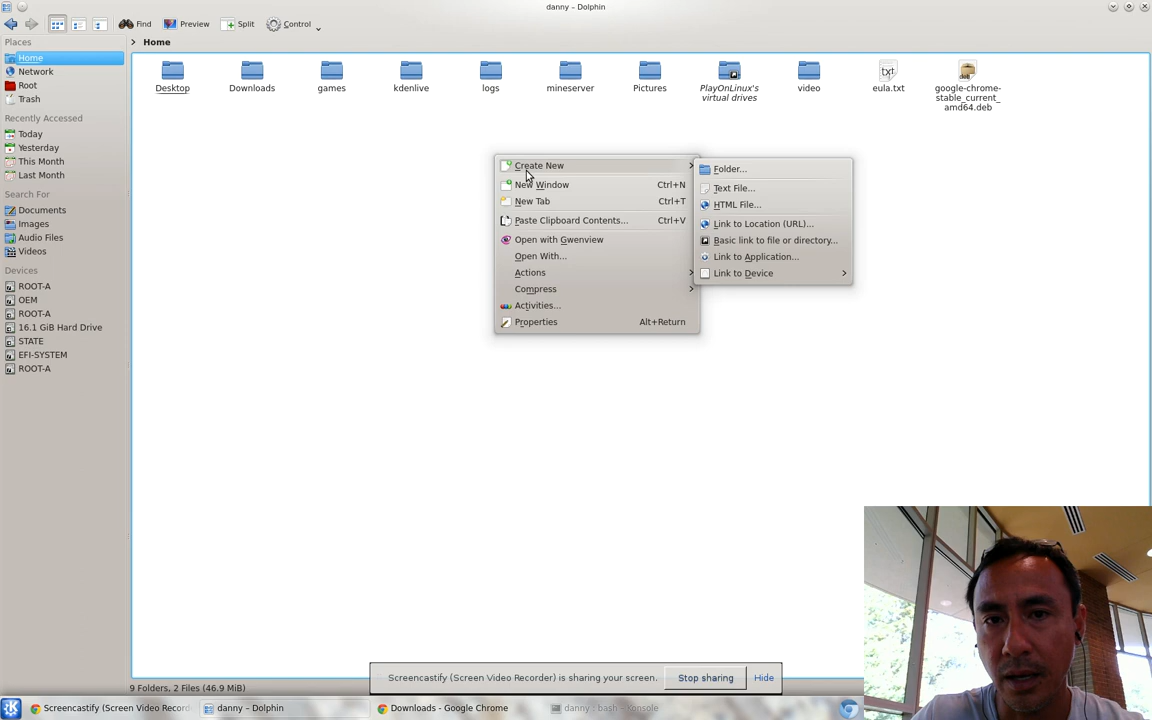 danny – Dolphin
Find
Preview
Split
Control
Places
Home
Network
Root
Trash
Recently Accessed
Today
Yesterday
This Month
Last Month
Search For
Documents
Images
Audio Files
Videos
Devices
ROOT-A
OEM
ROOT-A
16.1 GiB Hard Drive
STATE
EFI-SYSTEM
ROOT-A
> Home
Desktop
Downloads
games
kdenlive
logs
mineserver
Pictures
PlayOnLinux's
virtual drives
video
txt
eula.txt
deb
google-chrome-
stable_current_
amd64.deb
Create New
New Window Ctrl+N
New Tab Ctrl+T
Paste Clipboard Contents... Ctrl+V
Open with Gwenview
Open With...
Actions
Compress
Activities...
Properties Alt+Return
Folder...
Text File...
HTML File...
Link to Location (URL)...
Basic link to file or directory...
Link to Application...
Link to Device
Screencastify (Screen Video Recorder) is sharing your screen. Stop sharing Hide
9 Folders, 2 Files (46.9 MiB)
Screencastify (Screen Video Record
danny – Dolphin
Downloads - Google Chrome
danny : bash – Konsole